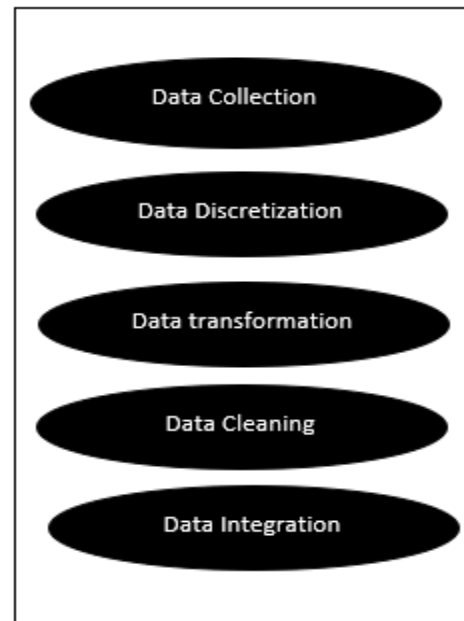 Data Collection
Data Discretization
Data transformation
Data Cleaning
Data Integration